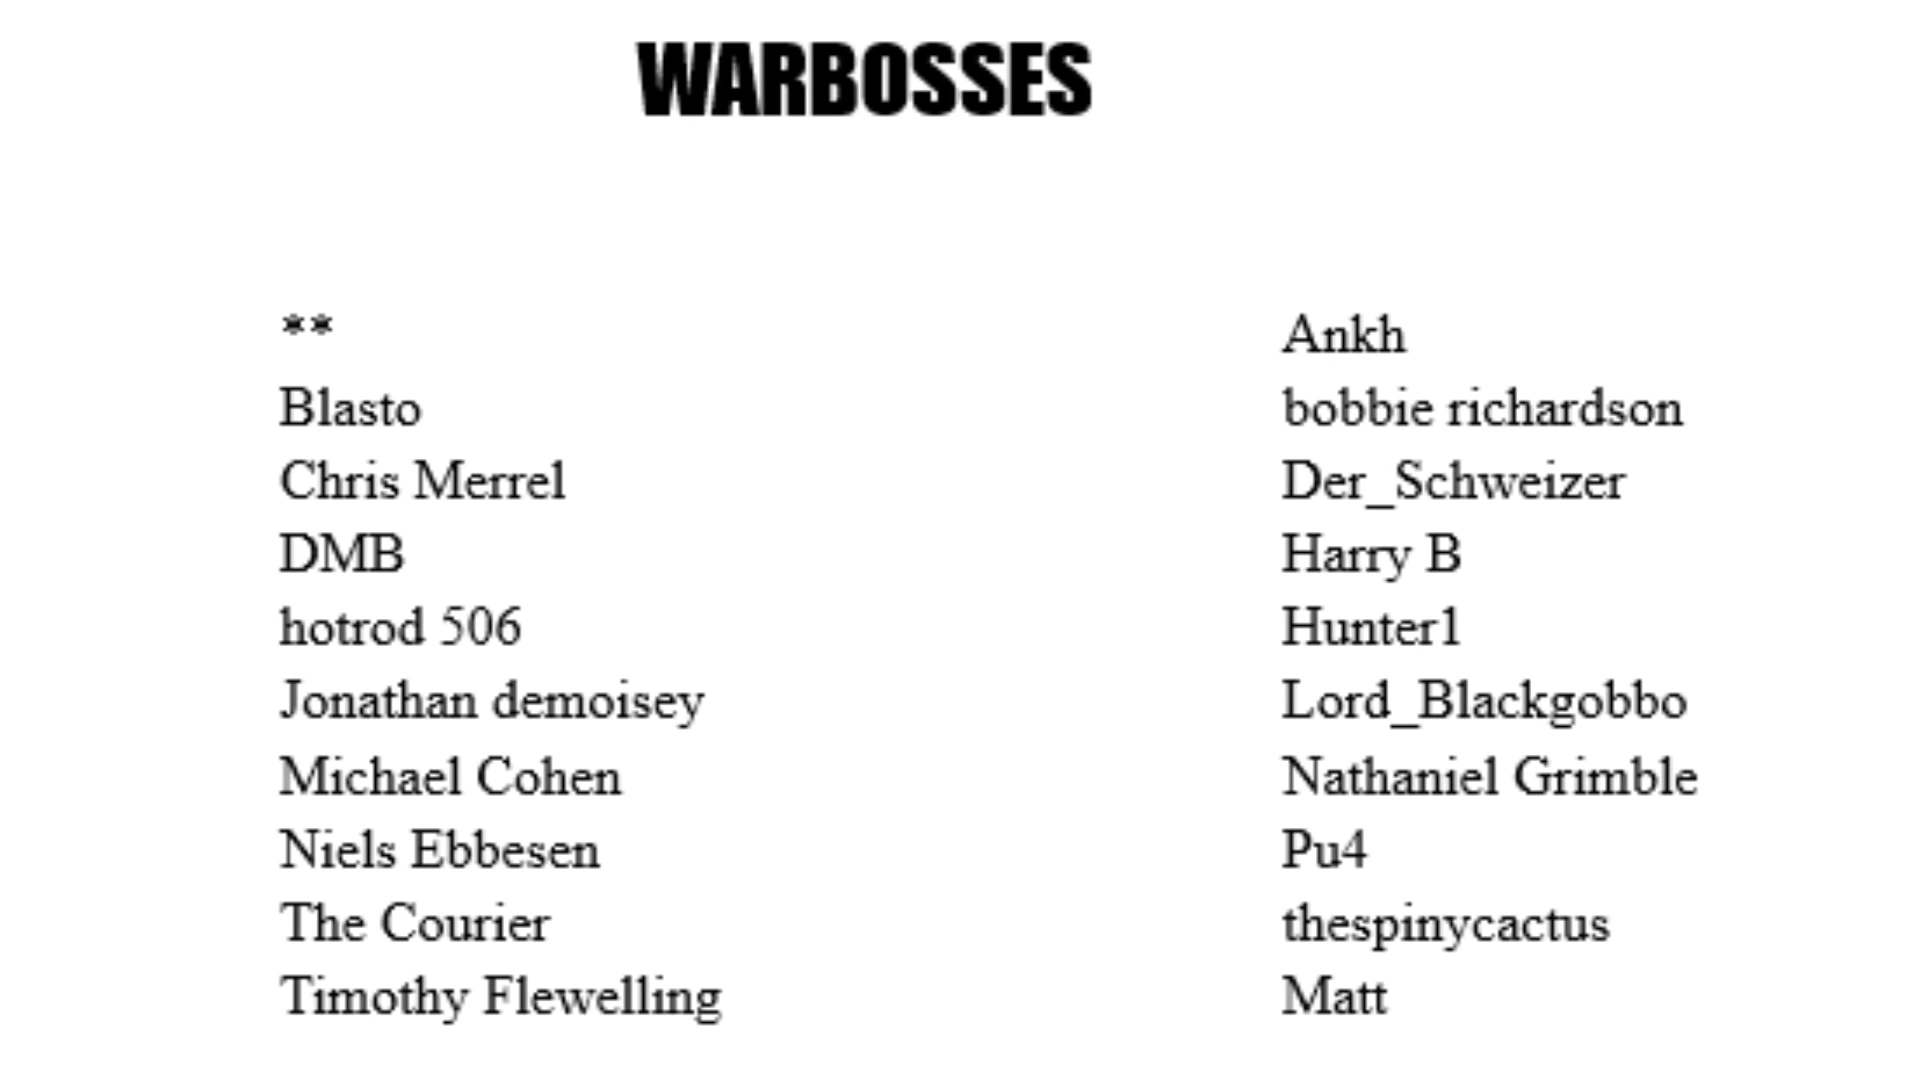 WARBOSSES
** Ankh
Blasto bobbie richardson
Chris Merrel Der_Schweizer
DMB Harry B
hotrod 506 Hunter1
Jonathan demoisey Lord_Blackgobbo
Michael Cohen Nathaniel Grimble
Niels Ebbesen Pu4
The Courier thespinycactus
Timothy Flewelling Matt